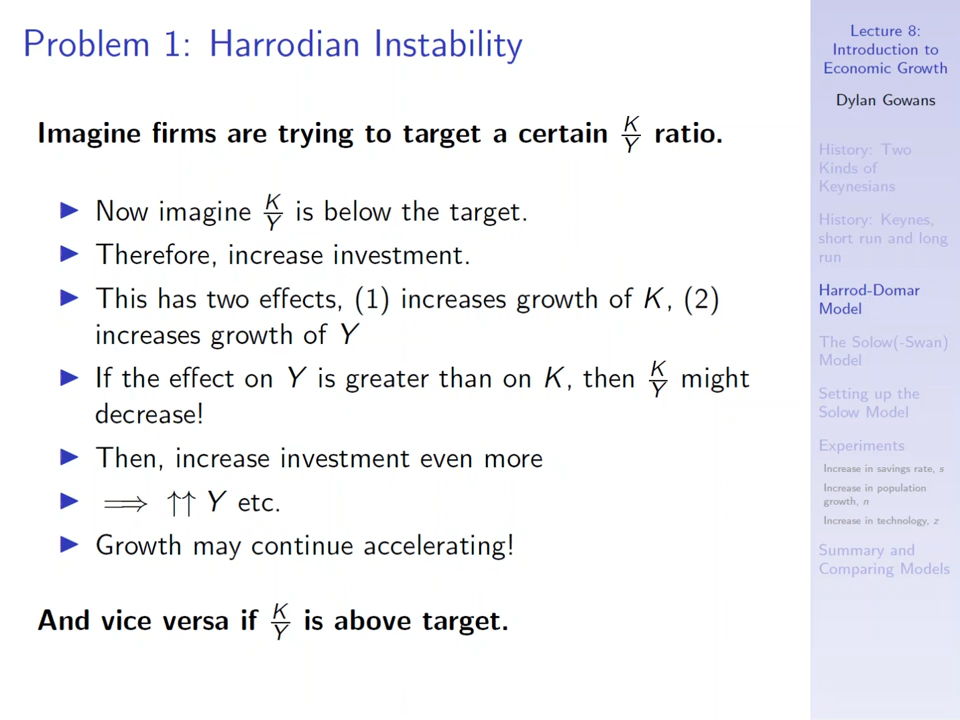 Problem 1: Harrodian Instability
Imagine firms are trying to target a certain K/Y ratio.
▶ Now imagine K/Y is below the target.
▶ Therefore, increase investment.
▶ This has two effects, (1) increases growth of K, (2)
increases growth of Y
▶ If the effect on Y is greater than on K, then K/Y might
decrease!
▶ Then, increase investment even more
▶ ⟹ ↑↑ Y etc.
▶ Growth may continue accelerating!
And vice versa if K/Y is above target.
Lecture 8:
Introduction to
Economic Growth
Dylan Gowans
History: Two
Kinds of
Keynesians
History: Keynes,
short run and long
run
Harrod-Domar
Model
The Solow(-Swan)
Model
Setting up the
Solow Model
Experiments
Increase in savings rate, s
Increase in population
growth, n
Increase in technology, z
Summary and
Comparing Models